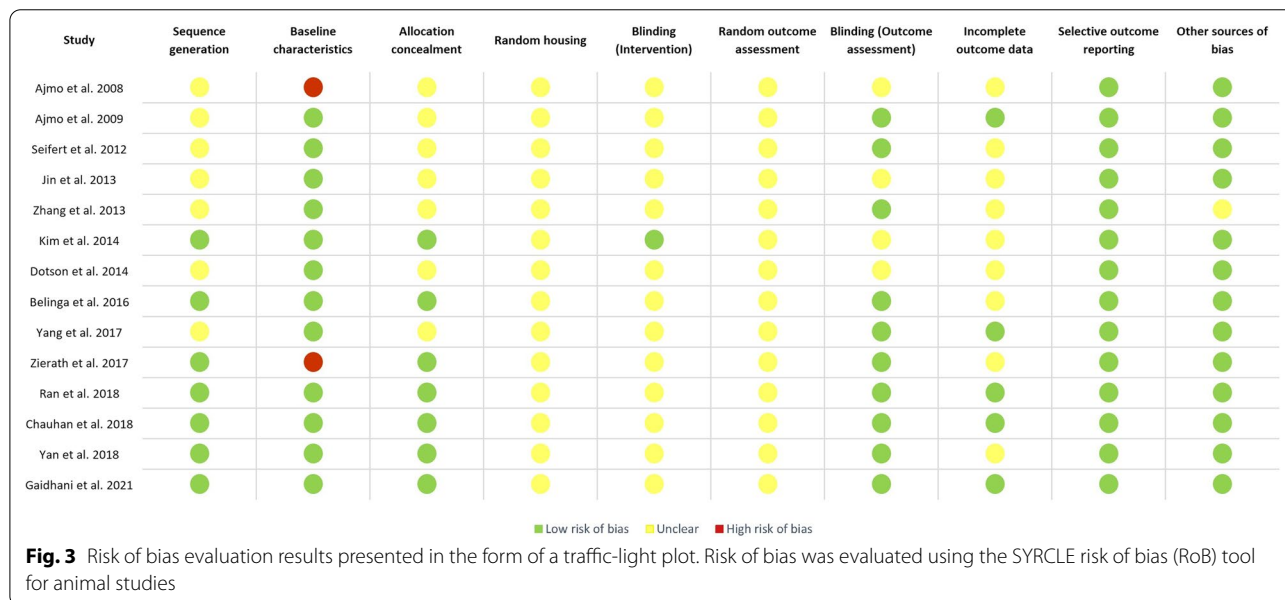 Study
Sequence generation
Baseline characteristics
Allocation concealment
Random housing
Blinding (Intervention)
Random outcome assessment
Blinding (Outcome assessment)
Incomplete outcome data
Selective outcome reporting
Other sources of bias
Ajmo et al. 2008
Ajmo et al. 2009
Seifert et al. 2012
Jin et al. 2013
Zhang et al. 2013
Kim et al. 2014
Dotson et al. 2014
Belinga et al. 2016
Yang et al. 2017
Zierath et al. 2017
Ran et al. 2018
Chauhan et al. 2018
Yan et al. 2018
Gaidhani et al. 2021
Low risk of bias Unclear High risk of bias
Fig. 3 Risk of bias evaluation results presented in the form of a traffic-light plot. Risk of bias was evaluated using the SYRCLE risk of bias (RoB) tool
for animal studies